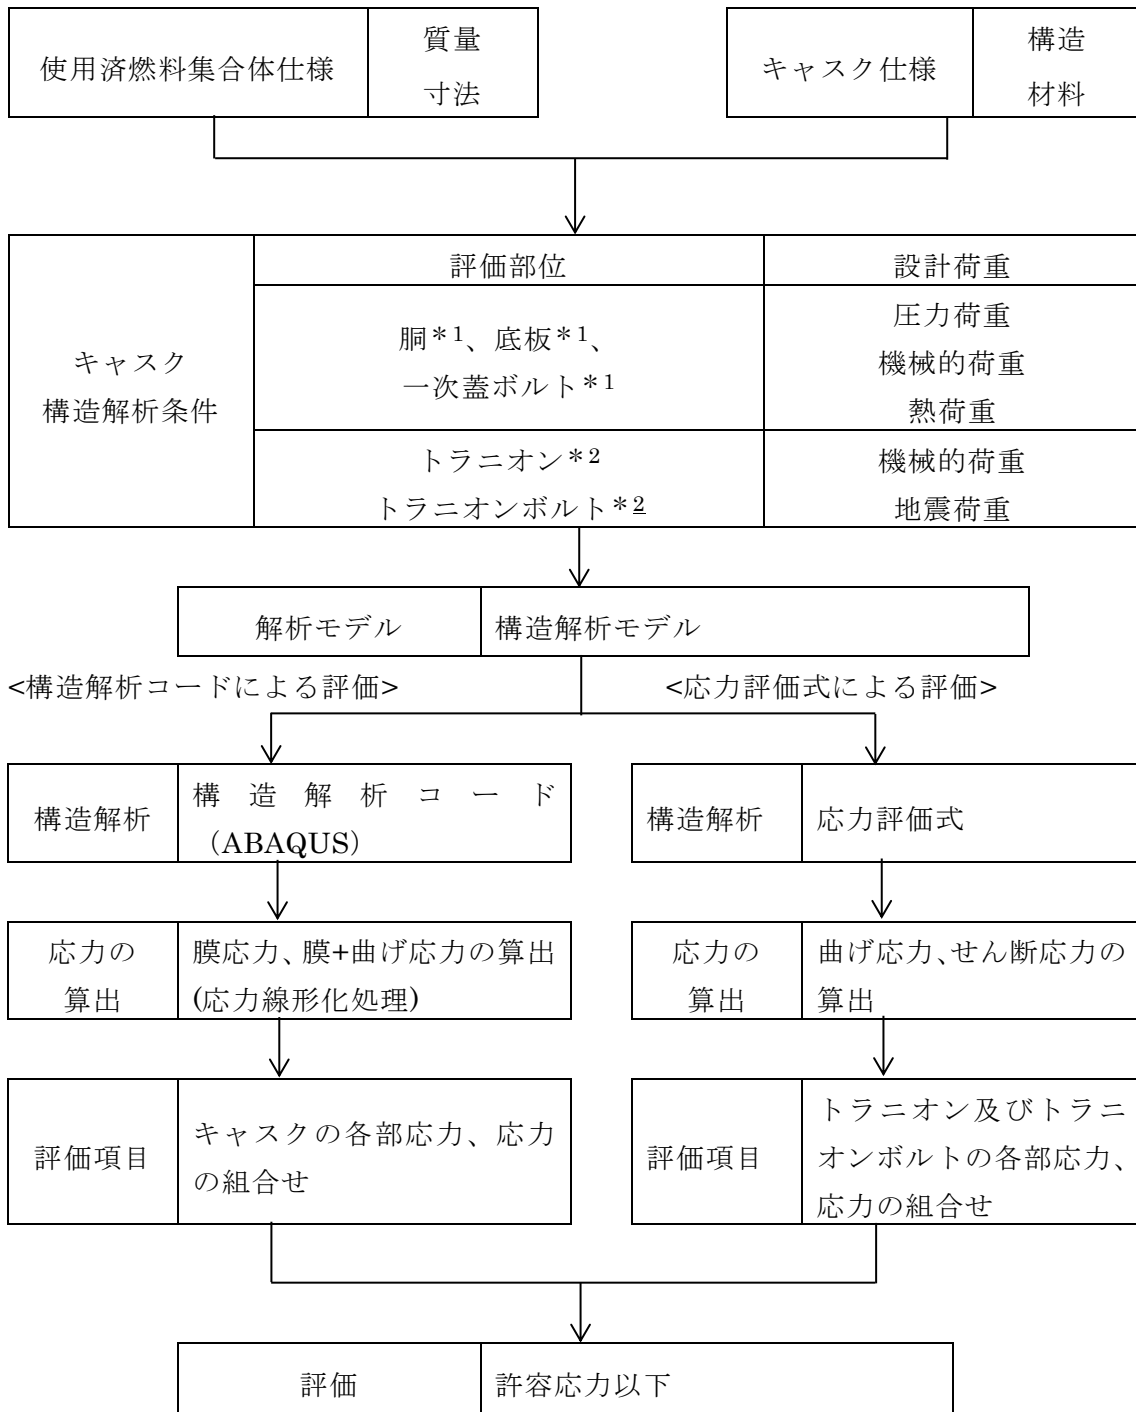 使用済燃料集合体仕様
質量
寸法
キャスク仕様
構造
材料
キャスク
構造解析条件
評価部位
設計荷重
胴＊1、底板＊1、
一次蓋ボルト＊1
圧力荷重
機械的荷重
熱荷重
トラニオン＊2
トラニオンボルト＊2
機械的荷重
地震荷重
解析モデル
構造解析モデル
<構造解析コードによる評価>
<応力評価式による評価>
構造解析
構造解析コード
（ABAQUS）
構造解析
応力評価式
応力の
算出
膜応力、膜+曲げ応力の算出
(応力線形化処理)
応力の
算出
曲げ応力、せん断応力の
算出
評価項目
キャスクの各部応力、応力
の組合せ
評価項目
トラニオン及びトラニ
オンボルトの各部応力、
応力の組合せ
評価
許容応力以下